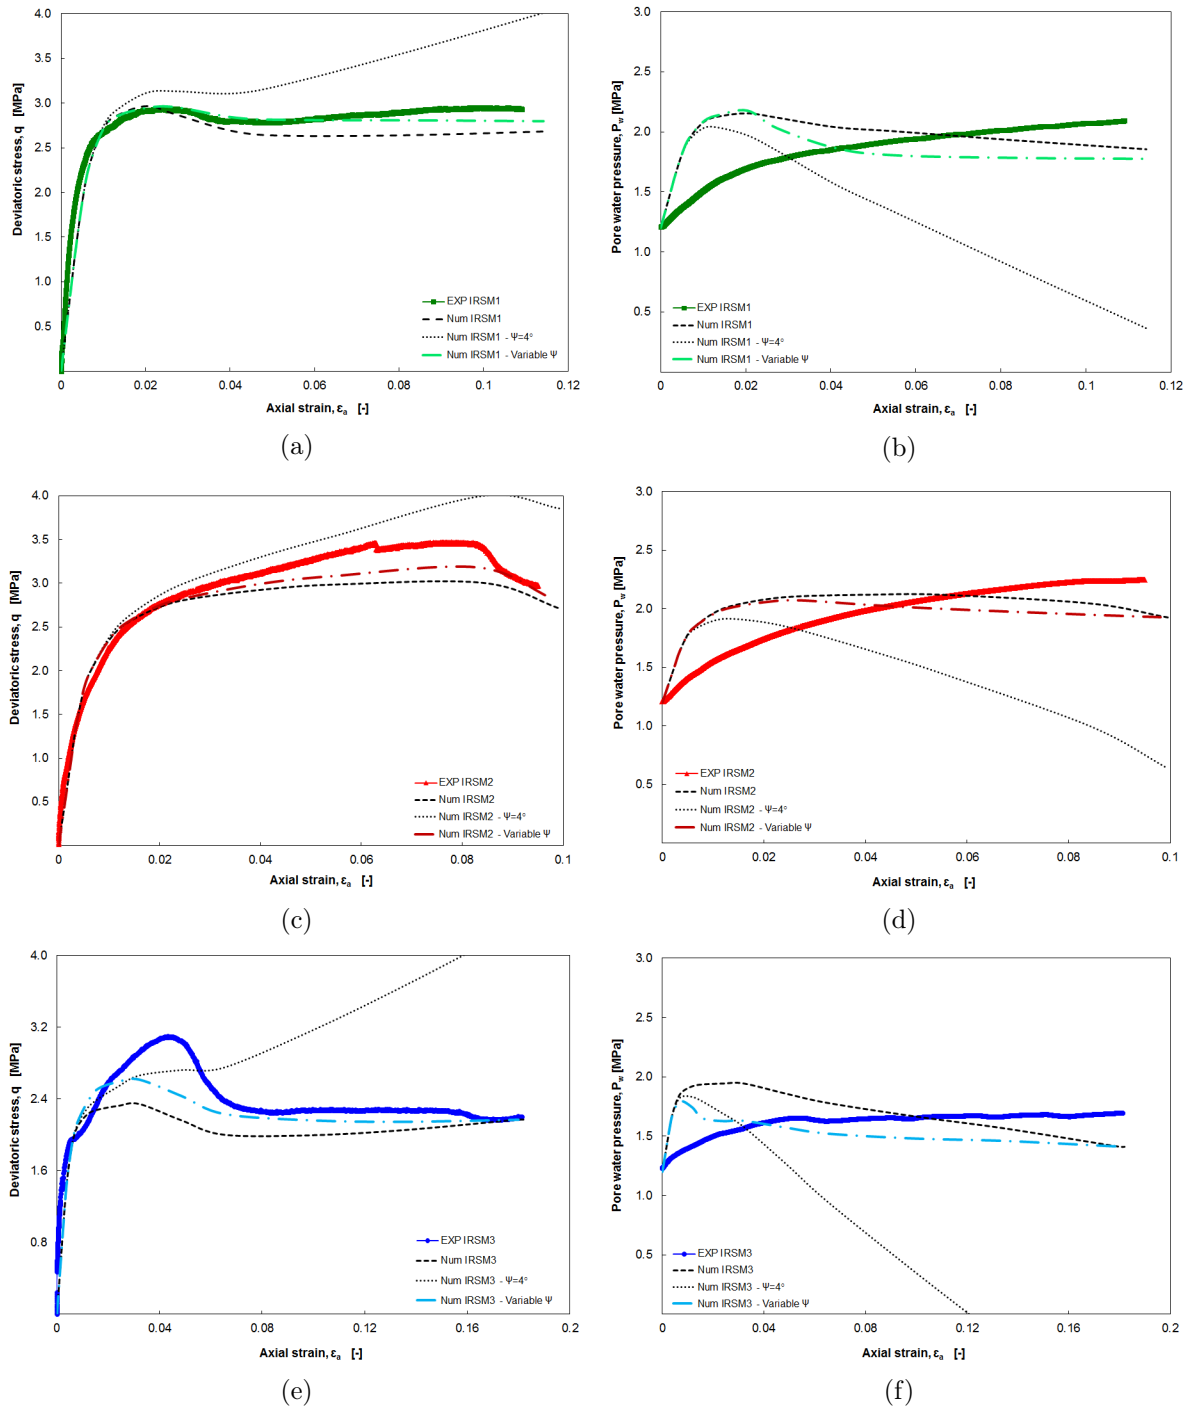 4.0
3.5
3.0
2.5
2.0
1.5
1.0
0.5
Deviatoric stress, q [MPa]
EXP IRSM1
Num IRSM1
Num IRSM1 - Ψ=4°
Num IRSM1 - Variable Ψ
0 0.02 0.04 0.06 0.08 0.1 0.12
Axial strain, εa [-]
(a)
3.0
2.5
2.0
1.5
1.0
0.5
Pore water pressure, Pw [MPa]
EXP IRSM1
Num IRSM1
Num IRSM1 - Ψ=4°
Num IRSM1 - Variable Ψ
0 0.02 0.04 0.06 0.08 0.1 0.12
Axial strain, εa [-]
(b)
4.0
3.5
3.0
2.5
2.0
1.5
1.0
0.5
Deviatoric stress, q [MPa]
EXP IRSM2
Num IRSM2
Num IRSM2 - Ψ=4°
Num IRSM2 - Variable Ψ
0 0.02 0.04 0.06 0.08 0.1
Axial strain, εa [-]
(c)
3.0
2.5
2.0
1.5
1.0
0.5
Pore water pressure, Pw [MPa]
EXP IRSM2
Num IRSM2
Num IRSM2 - Ψ=4°
Num IRSM2 - Variable Ψ
0 0.02 0.04 0.06 0.08 0.1
Axial strain, εa [-]
(d)
4.0
3.2
2.4
1.6
0.8
Deviatoric stress, q [MPa]
EXP IRSM3
Num IRSM3
Num IRSM3 - Ψ=4°
Num IRSM3 - Variable Ψ
0 0.04 0.08 0.12 0.16 0.2
Axial strain, εa [-]
(e)
3.0
2.5
2.0
1.5
1.0
0.5
Pore water pressure, Pw [MPa]
EXP IRSM3
Num IRSM3
Num IRSM3 - Ψ=4°
Num IRSM3 - Variable Ψ
0 0.04 0.08 0.12 0.16 0.2
Axial strain, εa [-]
(f)